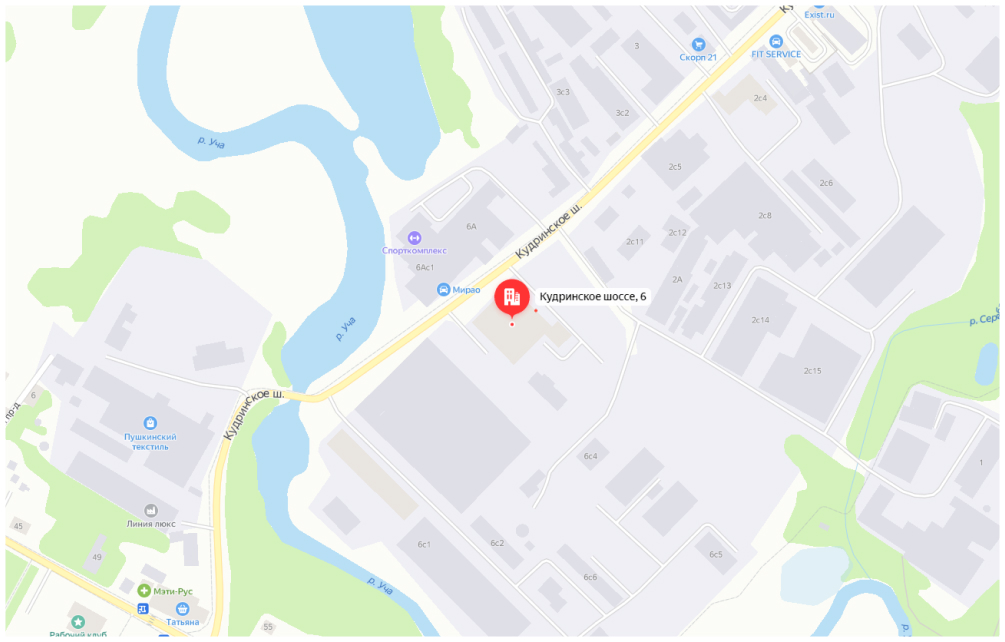 Exist.ru
Скорп 21
FIT SERVICE
3
3с3
2с4
3с2
р. Уча
2с5
2с6
Кудринское ш.
2с8
6А
2с12
2с11
Спорткомплекс
6Ас1
2А
2с13
Мирао
Кудринское шоссе, 6
р. Уча
2с14
2с15
6
Кудринское ш.
Пушкинский
текстиль
6с4
1
Линия люкс
45
49
6с1
6с2
6с5
6с6
р. Уча
Мэти-Рус
Татьяна
55
Рабочий клуб